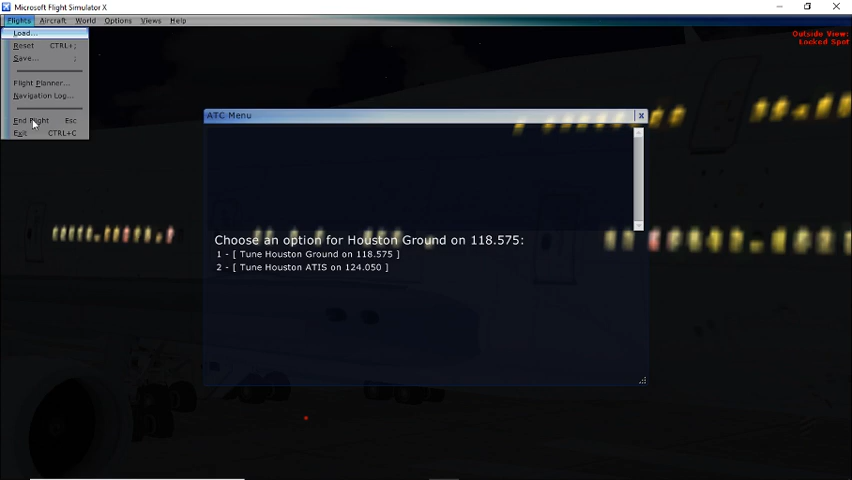 Microsoft Flight Simulator X
Flights Aircraft World Options Views Help
Outside View:
Locked Spot
Load...
Reset CTRL+;
Save... ;
Flight Planner...
Navigation Log...
End Flight Esc
Exit CTRL+C
ATC Menu
Choose an option for Houston Ground on 118.575:
1 - [ Tune Houston Ground on 118.575 ]
2 - [ Tune Houston ATIS on 124.050 ]